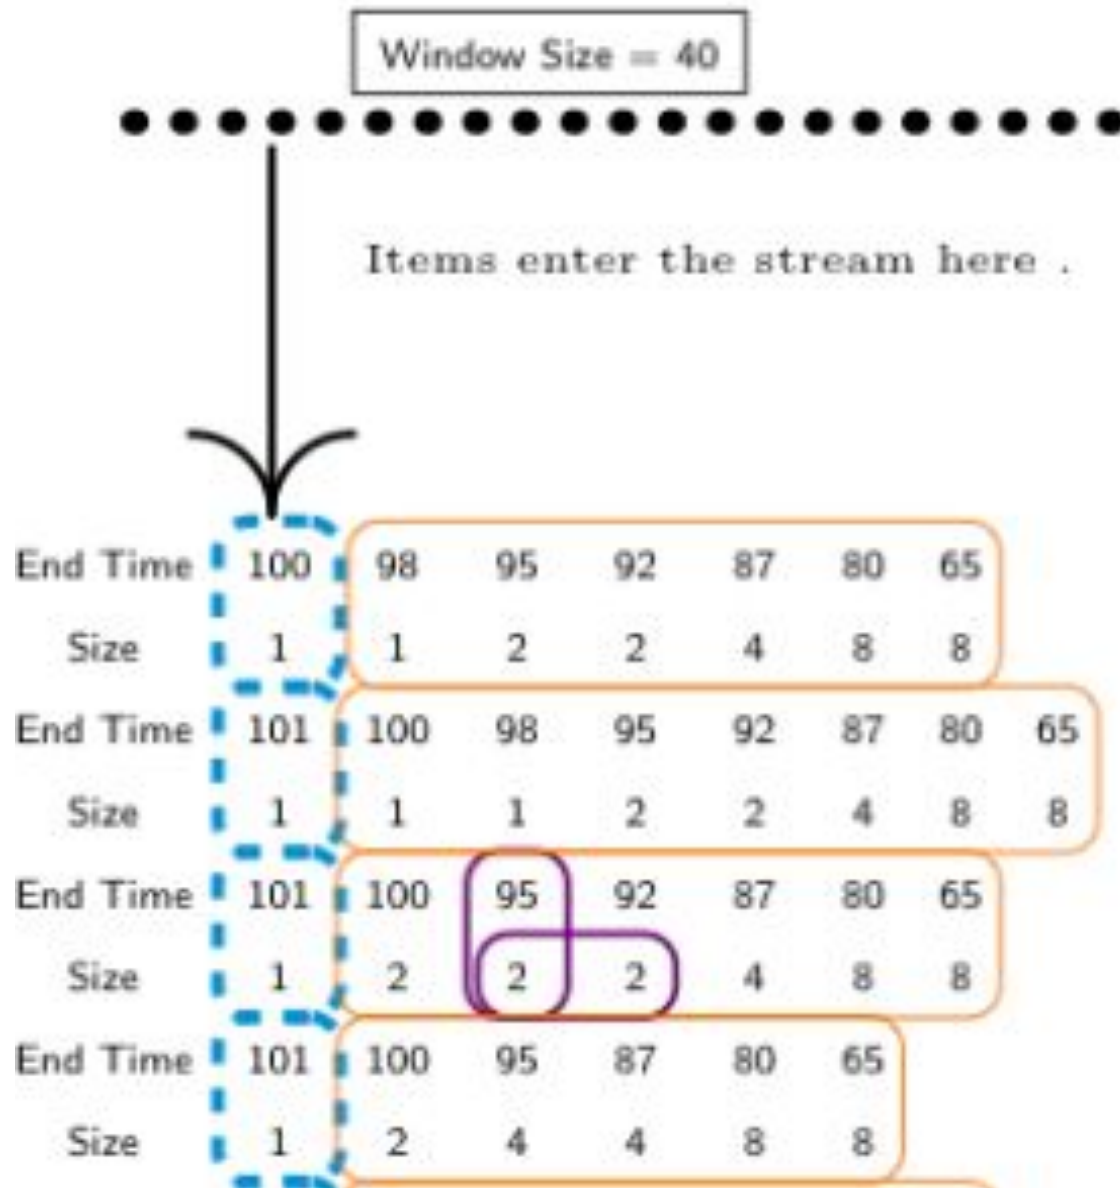 Window Size = 40
Items enter the stream here .
End Time 100 98 95 92 87 80 65
Size 1 1 2 2 4 8 8
End Time 101 100 98 95 92 87 80 65
Size 1 1 1 2 2 4 8 8
End Time 101 100 95 92 87 80 65
Size 1 2 2 2 4 8 8
End Time 101 100 95 87 80 65
Size 1 2 4 4 8 8